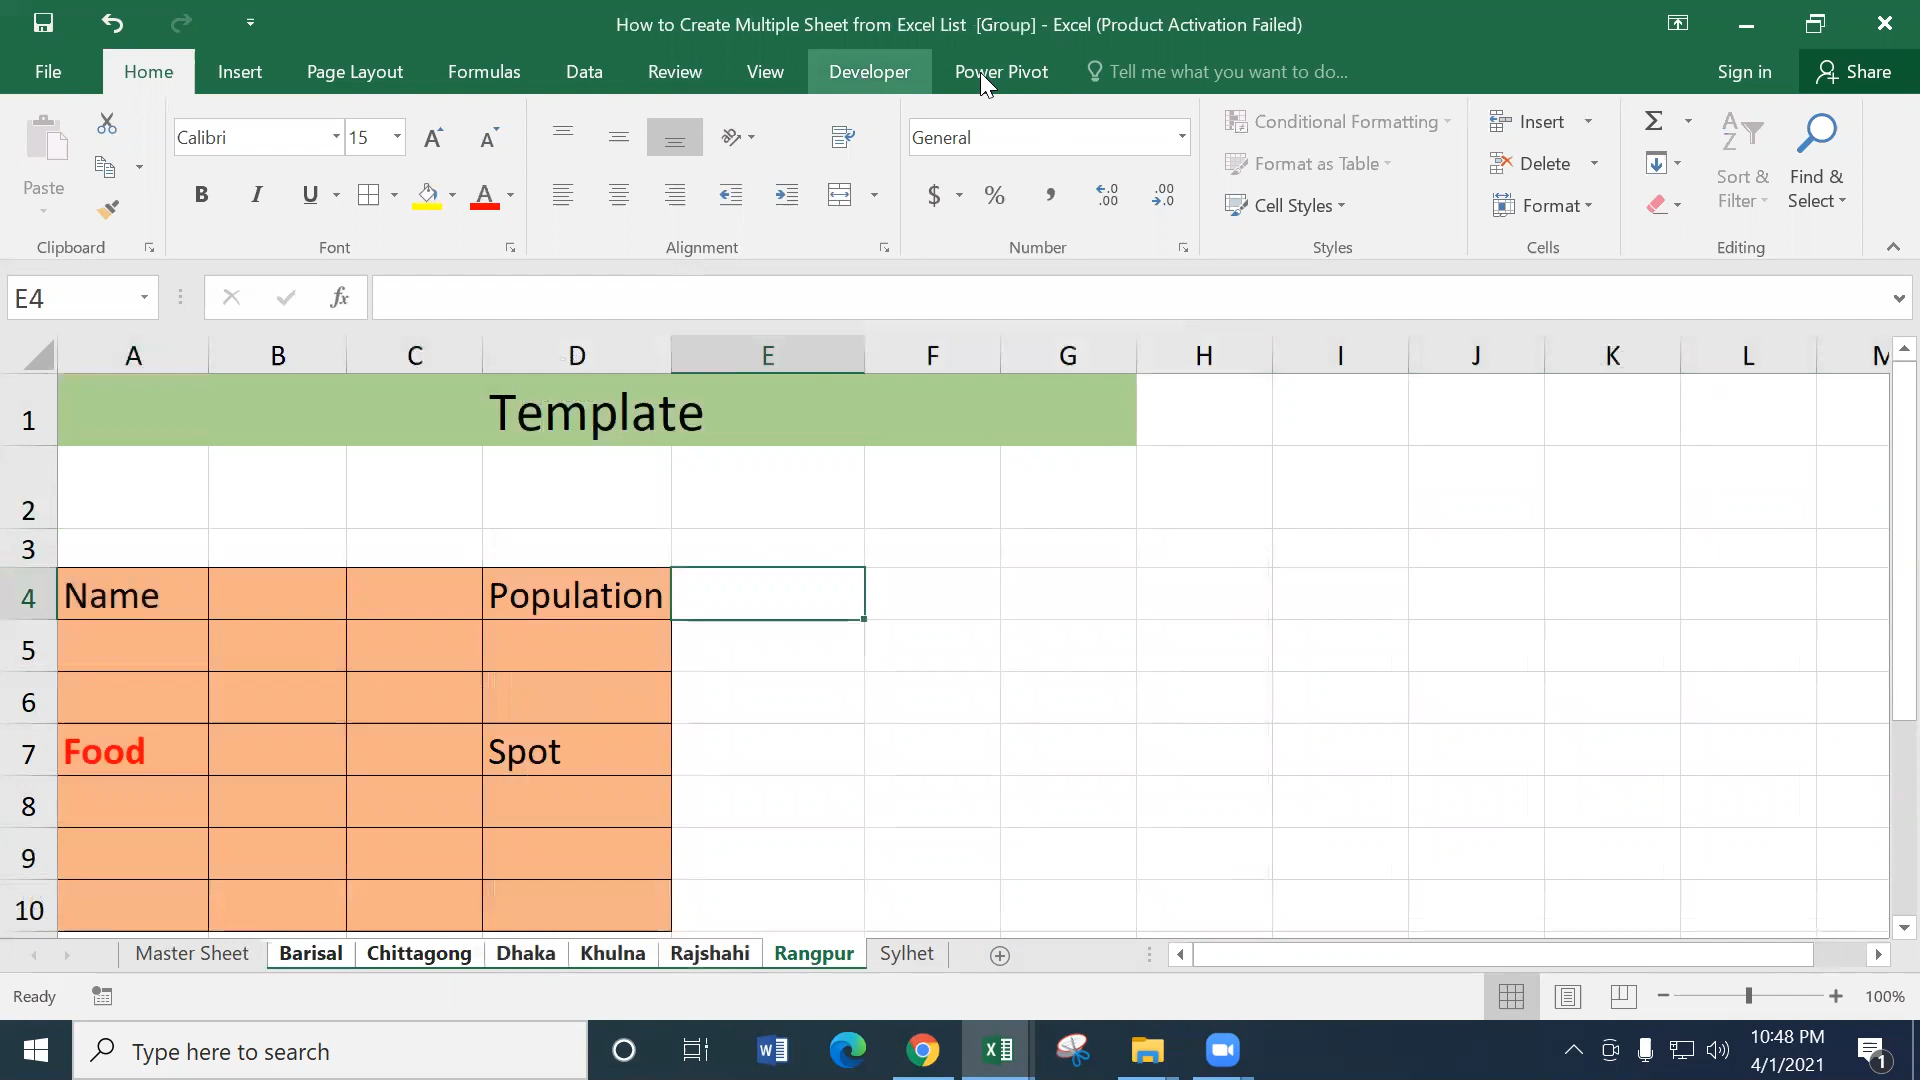 How to Create Multiple Sheet from Excel List  [Group] - Excel (Product Activation Failed)
File Home Insert Page Layout Formulas Data Review View Developer Power Pivot Tell me what you want to do... Sign in Share
Calibri 15 General Conditional Formatting Insert
Paste Format as Table Delete Sort & Filter Find & Select
B I U A $ % , Cell Styles Format
Clipboard Font Alignment Number Styles Cells Editing
E4 fx
A B C D E F G H I J K L M
1 Template
2
3
4 Name Population
5
6
7 Food Spot
8
9
10
Master Sheet Barisal Chittagong Dhaka Khulna Rajshahi Rangpur Sylhet
Ready 100%
Type here to search 10:48 PM
4/1/2021 1